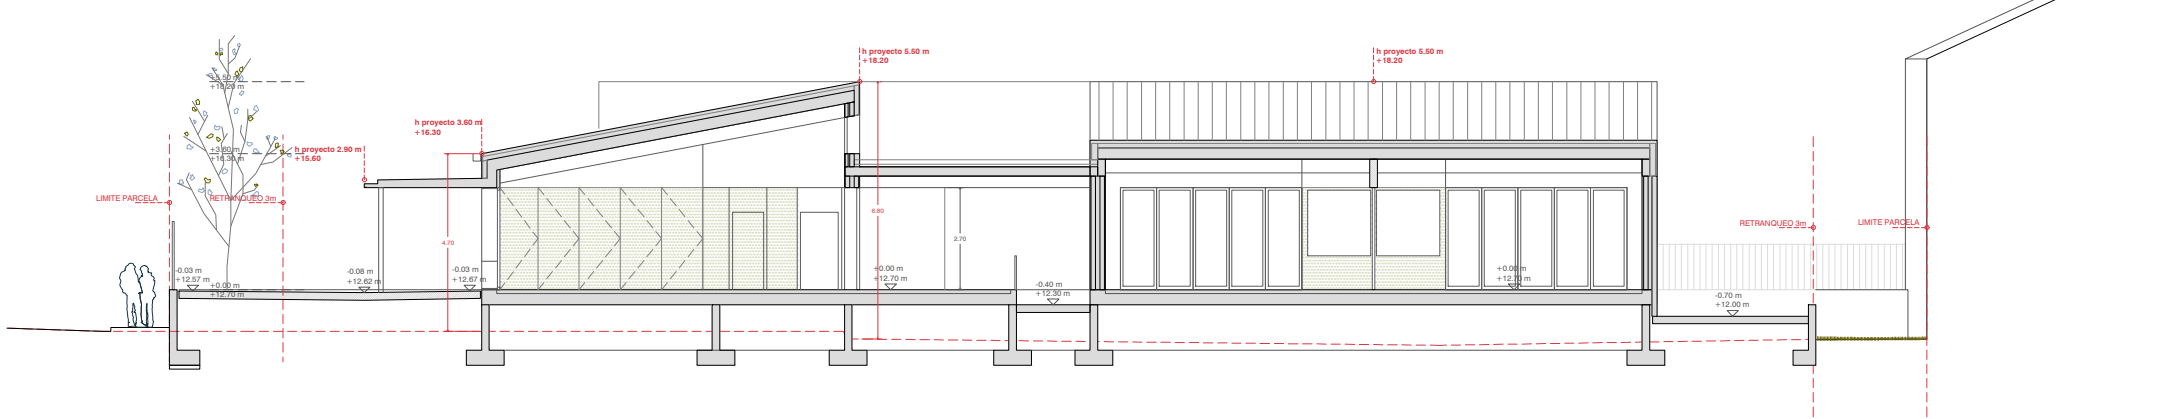 h proyecto 5.50 m
+18.20
h proyecto 5.50 m
+18.20
+5.50 m
+18.20 m
h proyecto 3.60 m
+16.30
+3.60 m
+16.30 m
h proyecto 2.90 m
+15.60
LIMITE PARCELA
RETRANQUEO 3m
6.80
RETRANQUEO 3m
LIMITE PARCELA
4.70
2.70
-0.03 m
+12.57 m
+0.00 m
+12.70 m
-0.08 m
+12.62 m
-0.03 m
+12.67 m
+0.00 m
+12.70 m
-0.40 m
+12.30 m
+0.00 m
+12.70 m
-0.70 m
+12.00 m